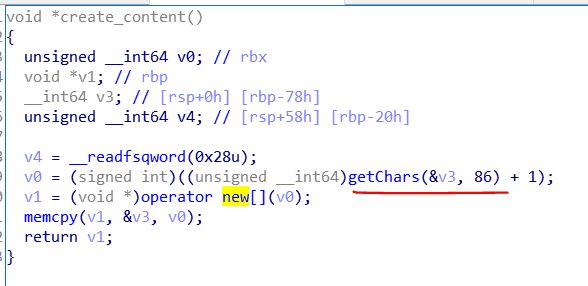 void *create_content()
{
unsigned __int64 v0; // rbx
void *v1; // rbp
__int64 v3; // [rsp+0h] [rbp-78h]
unsigned __int64 v4; // [rsp+58h] [rbp-20h]
v4 = __readfsqword(0x28u);
v0 = (signed int)((unsigned __int64)getChars(&v3, 86) + 1);
v1 = (void *)operator new[](v0);
memcpy(v1, &v3, v0);
return v1;
}